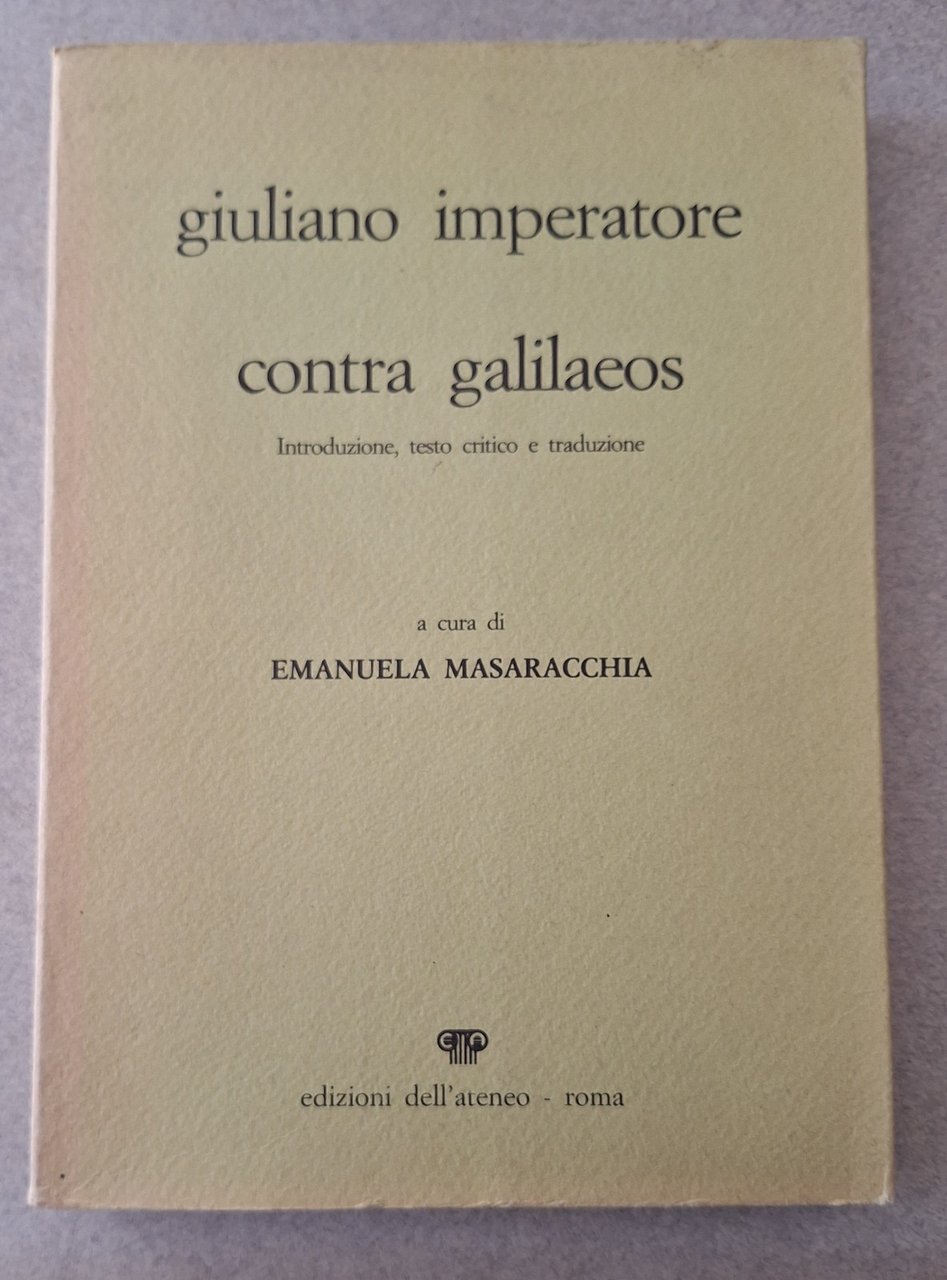 giuliano imperatore
contra galilaeos
Introduzione, testo critico e traduzione
a cura di
EMANUELA MASARACCHIA
edizioni dell'ateneo - roma